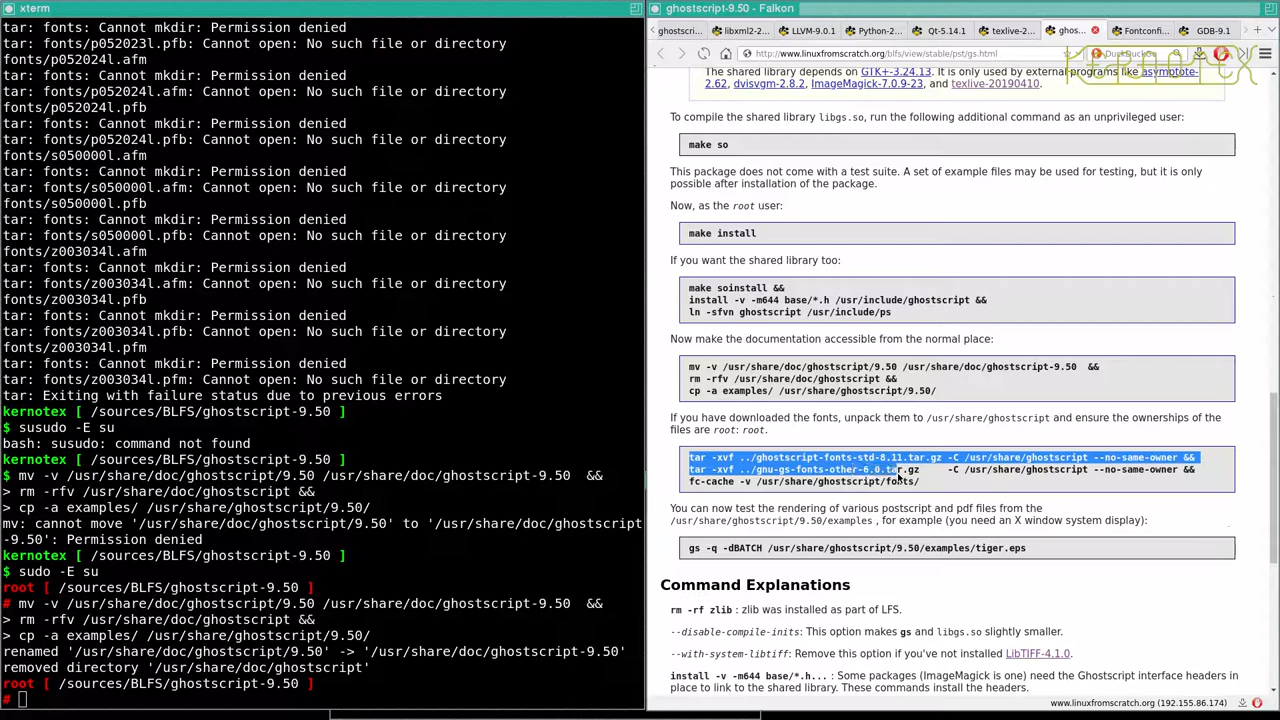 xterm
tar: fonts: Cannot mkdir: Permission denied
tar: fonts/p052023l.pfb: Cannot open: No such file or directory
fonts/p052024l.afm
tar: fonts: Cannot mkdir: Permission denied
tar: fonts/p052024l.afm: Cannot open: No such file or directory
fonts/p052024l.pfb
tar: fonts: Cannot mkdir: Permission denied
tar: fonts/p052024l.pfb: Cannot open: No such file or directory
fonts/s050000l.afm
tar: fonts: Cannot mkdir: Permission denied
tar: fonts/s050000l.afm: Cannot open: No such file or directory
fonts/s050000l.pfb
tar: fonts: Cannot mkdir: Permission denied
tar: fonts/s050000l.pfb: Cannot open: No such file or directory
fonts/z003034l.afm
tar: fonts: Cannot mkdir: Permission denied
tar: fonts/z003034l.afm: Cannot open: No such file or directory
fonts/z003034l.pfb
tar: fonts: Cannot mkdir: Permission denied
tar: fonts/z003034l.pfb: Cannot open: No such file or directory
fonts/z003034l.pfm
tar: fonts: Cannot mkdir: Permission denied
tar: fonts/z003034l.pfm: Cannot open: No such file or directory
tar: Exiting with failure status due to previous errors
kernotex [ /sources/BLFS/ghostscript-9.50 ]
$ susudo -E su
bash: susudo: command not found
kernotex [ /sources/BLFS/ghostscript-9.50 ]
$ mv -v /usr/share/doc/ghostscript/9.50 /usr/share/doc/ghostscript-9.50  &&
> rm -rfv /usr/share/doc/ghostscript &&
> cp -a examples/ /usr/share/ghostscript/9.50/
mv: cannot move '/usr/share/doc/ghostscript/9.50' to '/usr/share/doc/ghostscript
-9.50': Permission denied
kernotex [ /sources/BLFS/ghostscript-9.50 ]
$ sudo -E su
root [ /sources/BLFS/ghostscript-9.50 ]
# mv -v /usr/share/doc/ghostscript/9.50 /usr/share/doc/ghostscript-9.50  &&
> rm -rfv /usr/share/doc/ghostscript &&
> cp -a examples/ /usr/share/ghostscript/9.50/
renamed '/usr/share/doc/ghostscript/9.50' -> '/usr/share/doc/ghostscript-9.50'
removed directory '/usr/share/doc/ghostscript'
root [ /sources/BLFS/ghostscript-9.50 ]
#
ghostscript-9.50 - Falkon
ghostscri... libxml2-2... LLVM-9.0.1 Python-2... Qt-5.14.1 texlive-2... ghos... Fontconfi... GDB-9.1
http://www.linuxfromscratch.org/blfs/view/stable/pst/gs.html DuckDuckGo
KERNOTEX
The shared library depends on GTK+-3.24.13. It is only used by external programs like asymptote-
2.62, dvisvgm-2.8.2, ImageMagick-7.0.9-23, and texlive-20190410.
To compile the shared library libgs.so, run the following additional command as an unprivileged user:
make so
This package does not come with a test suite. A set of example files may be used for testing, but it is only
possible after installation of the package.
Now, as the root user:
make install
If you want the shared library too:
make soinstall &&
install -v -m644 base/*.h /usr/include/ghostscript &&
ln -sfvn ghostscript /usr/include/ps
Now make the documentation accessible from the normal place:
mv -v /usr/share/doc/ghostscript/9.50 /usr/share/doc/ghostscript-9.50  &&
rm -rfv /usr/share/doc/ghostscript &&
cp -a examples/ /usr/share/ghostscript/9.50/
If you have downloaded the fonts, unpack them to /usr/share/ghostscript and ensure the ownerships of the
files are root: root.
tar -xvf ../ghostscript-fonts-std-8.11.tar.gz -C /usr/share/ghostscript --no-same-owner &&
tar -xvf ../gnu-gs-fonts-other-6.0.tar.gz     -C /usr/share/ghostscript --no-same-owner &&
fc-cache -v /usr/share/ghostscript/fonts/
You can now test the rendering of various postscript and pdf files from the
/usr/share/ghostscript/9.50/examples , for example (you need an X window system display):
gs -q -dBATCH /usr/share/ghostscript/9.50/examples/tiger.eps
Command Explanations
rm -rf zlib : zlib was installed as part of LFS.
--disable-compile-inits: This option makes gs and libgs.so slightly smaller.
--with-system-libtiff: Remove this option if you've not installed LibTIFF-4.1.0.
install -v -m644 base/*.h... : Some packages (ImageMagick is one) need the Ghostscript interface headers in
place to link to the shared library. These commands install the headers.
www.linuxfromscratch.org (192.155.86.174)